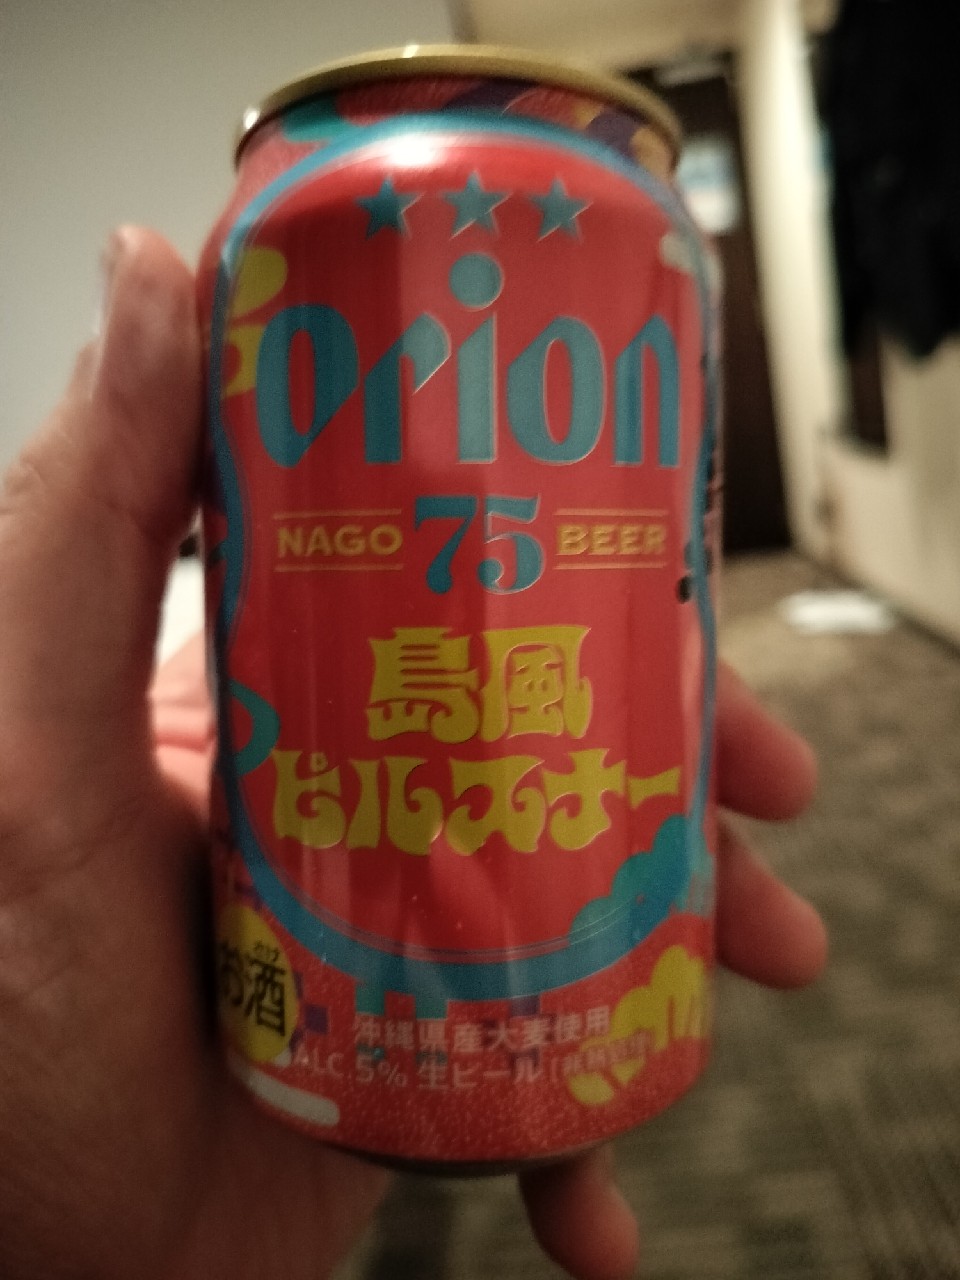 orion
NAGO 75 BEER
島風
ピルスナー
お酒
沖縄県産大麦使用
ALC.5% 生ビール